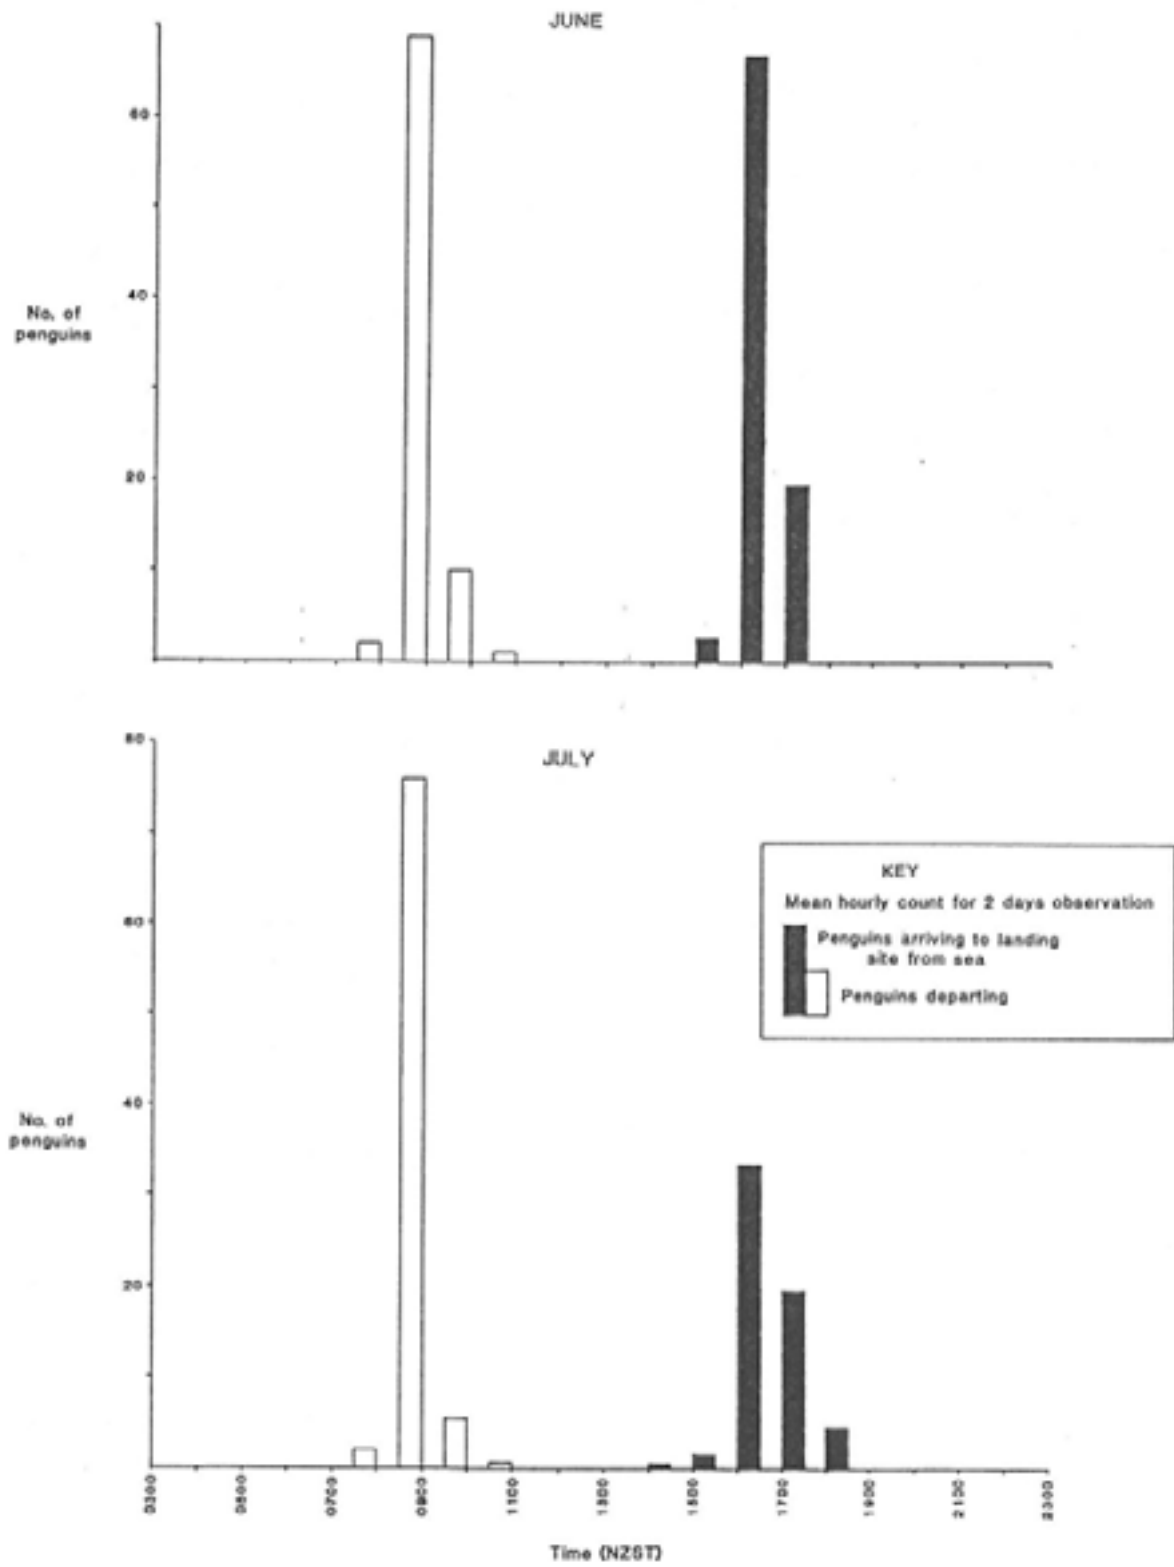 JUNE
60
40
No. of
penguins
20
80
JULY
60
KEY
Mean hourly count for 2 days observation
Penguins arriving to landing
site from sea
Penguins departing
40
No. of
penguins
20
0300
0500
0700
0900
1100
1300
1500
1700
1900
2100
2300
Time (NZST)